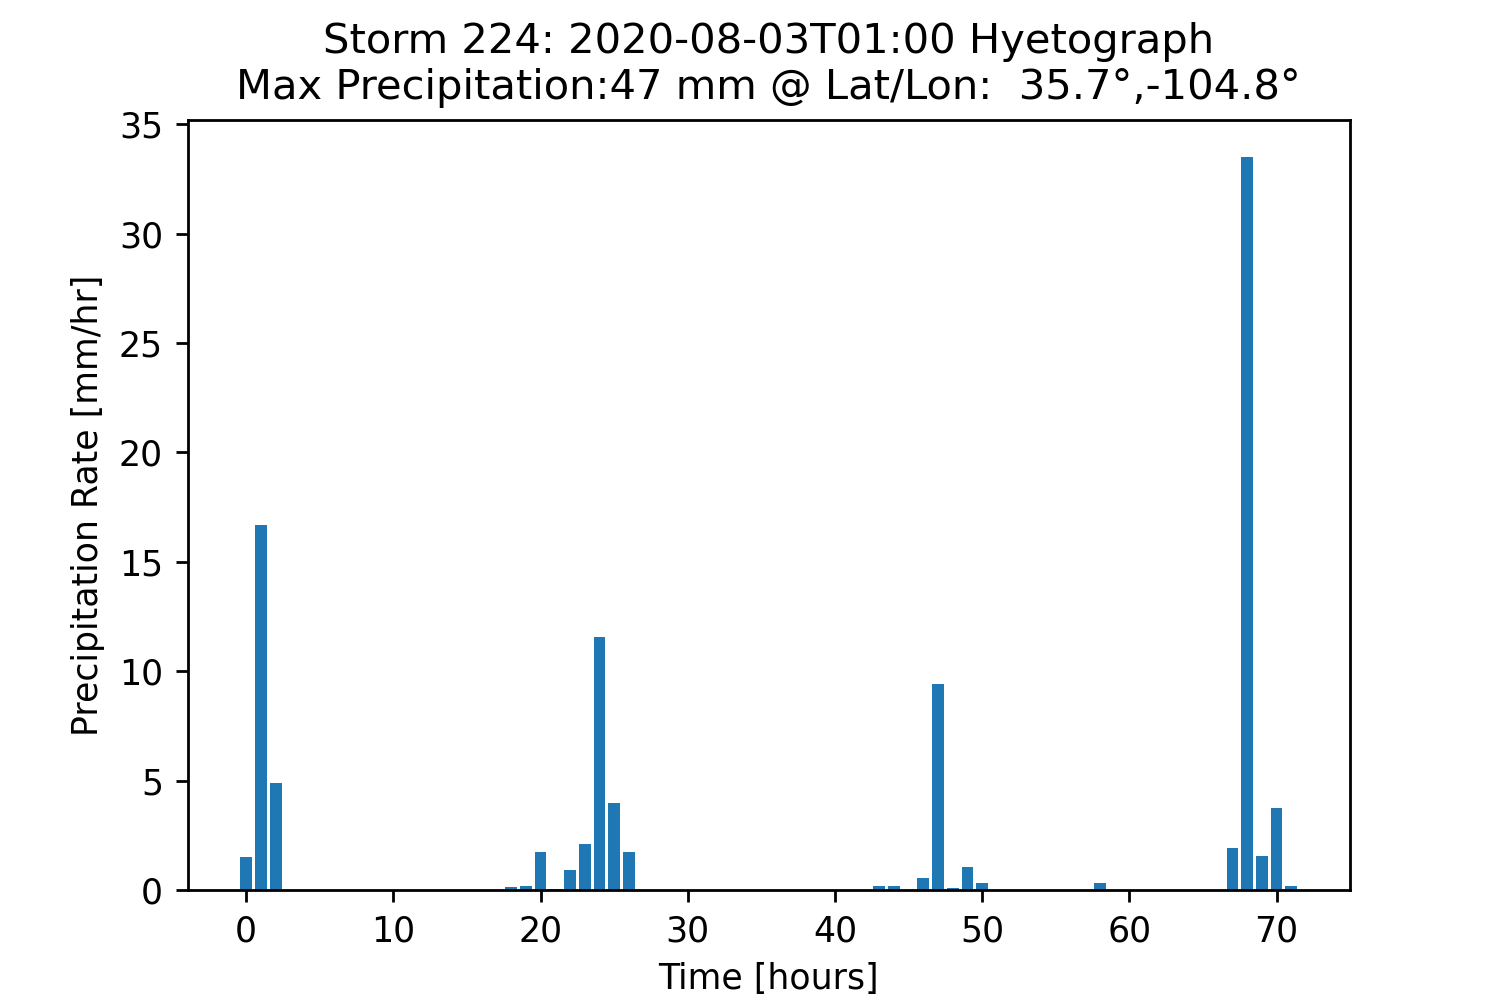 Storm 224: 2020-08-03T01:00 Hyetograph
Max Precipitation:47 mm @ Lat/Lon:  35.7°,-104.8°
35
30
25
20
15
10
5
0
Precipitation Rate [mm/hr]
0 10 20 30 40 50 60 70
Time [hours]